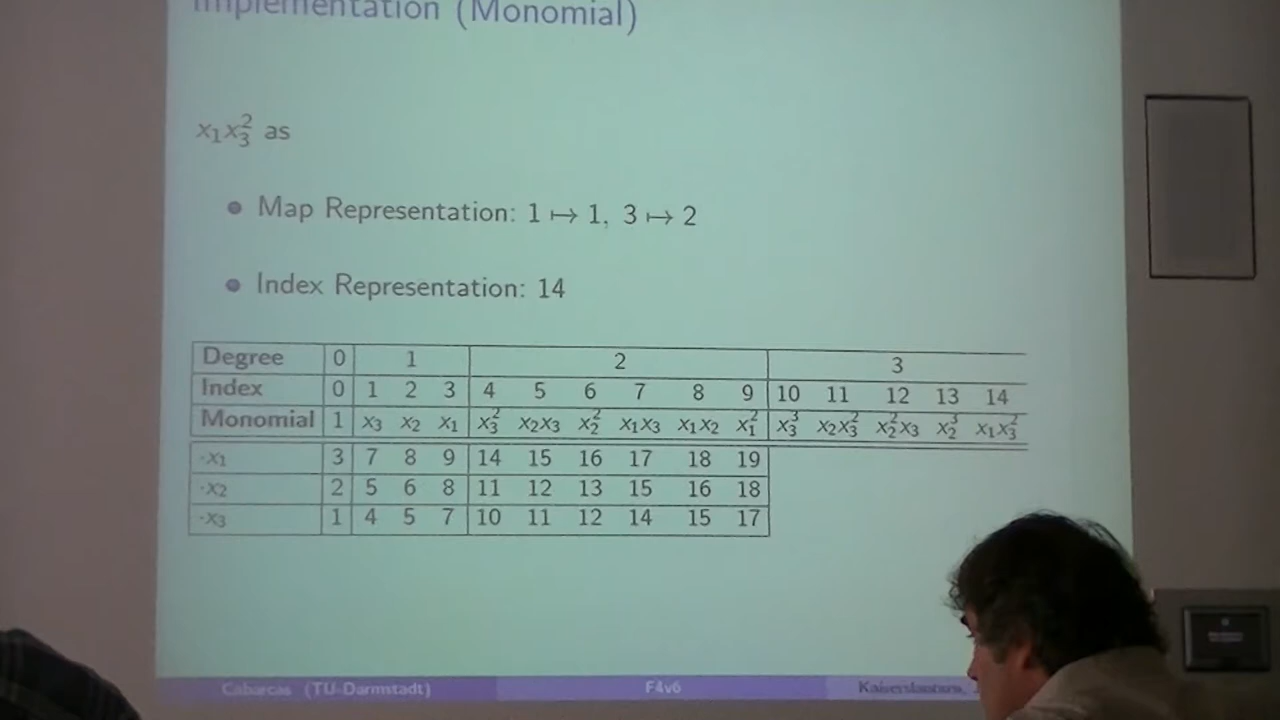 Implementation (Monomial)
x₁x₃² as
Map Representation: 1 ↦ 1, 3 ↦ 2
Index Representation: 14
Degree 0 1 2 3
Index 0 1 2 3 4 5 6 7 8 9 10 11 12 13 14
Monomial 1 x₃ x₂ x₁ x₃² x₂x₃ x₂² x₁x₃ x₁x₂ x₁² x₃³ x₂x₃² x₂²x₃ x₂³ x₁x₃²
·x₁ 3 7 8 9 14 15 16 17 18 19
·x₂ 2 5 6 8 11 12 13 15 16 18
·x₃ 1 4 5 7 10 11 12 14 15 17
Cabarcas (TU-Darmstadt) F4v6 Kaiserslautern,